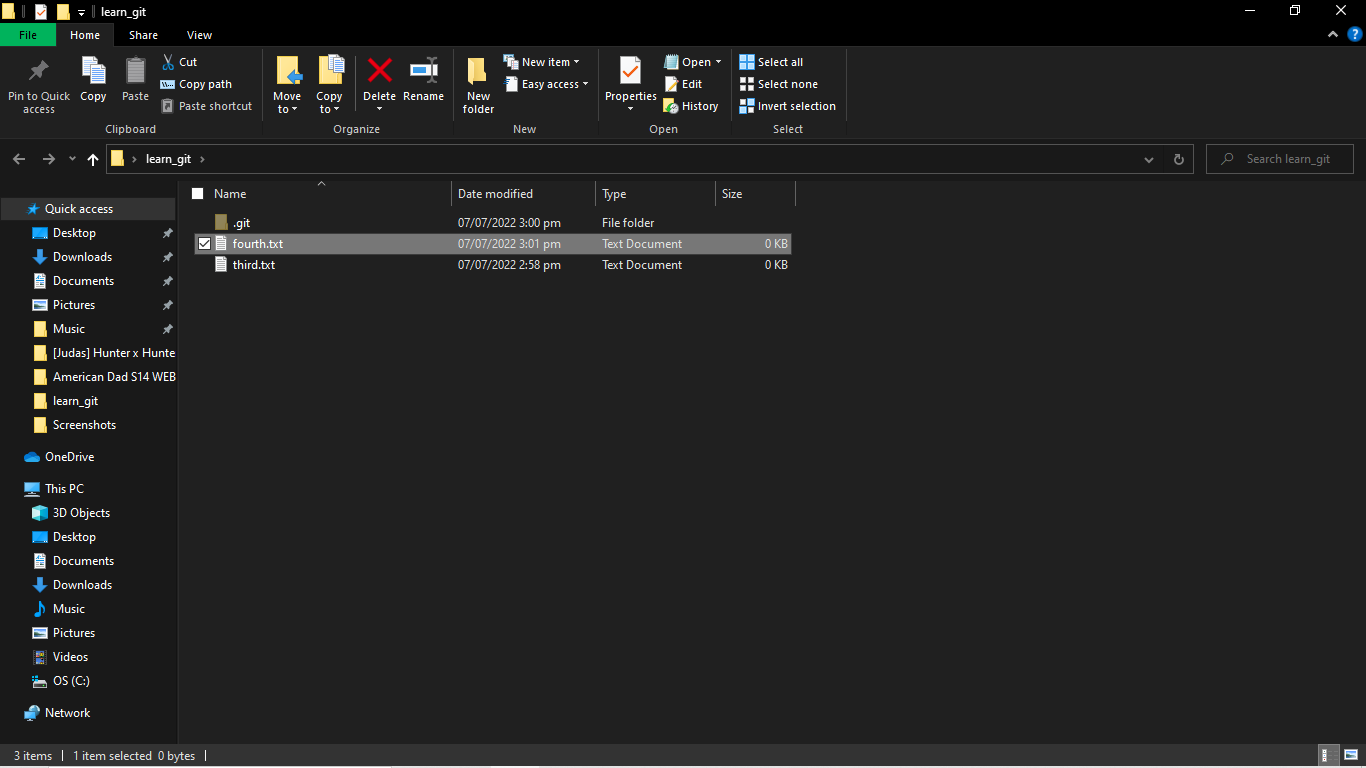 learn_git
File Home Share View
Pin to Quick access
Copy
Paste
Cut
Copy path
Paste shortcut
Clipboard
Move to
Copy to
Delete
Rename
Organize
New folder
New item
Easy access
New
Properties
Open
Edit
History
Open
Select all
Select none
Invert selection
Select
learn_git
Search learn_git
Name Date modified Type Size
.git 07/07/2022 3:00 pm File folder
fourth.txt 07/07/2022 3:01 pm Text Document 0 KB
third.txt 07/07/2022 2:58 pm Text Document 0 KB
Quick access
Desktop
Downloads
Documents
Pictures
Music
[Judas] Hunter x Hunte
American Dad S14 WEB
learn_git
Screenshots
OneDrive
This PC
3D Objects
Desktop
Documents
Downloads
Music
Pictures
Videos
OS (C:)
Network
3 items 1 item selected 0 bytes